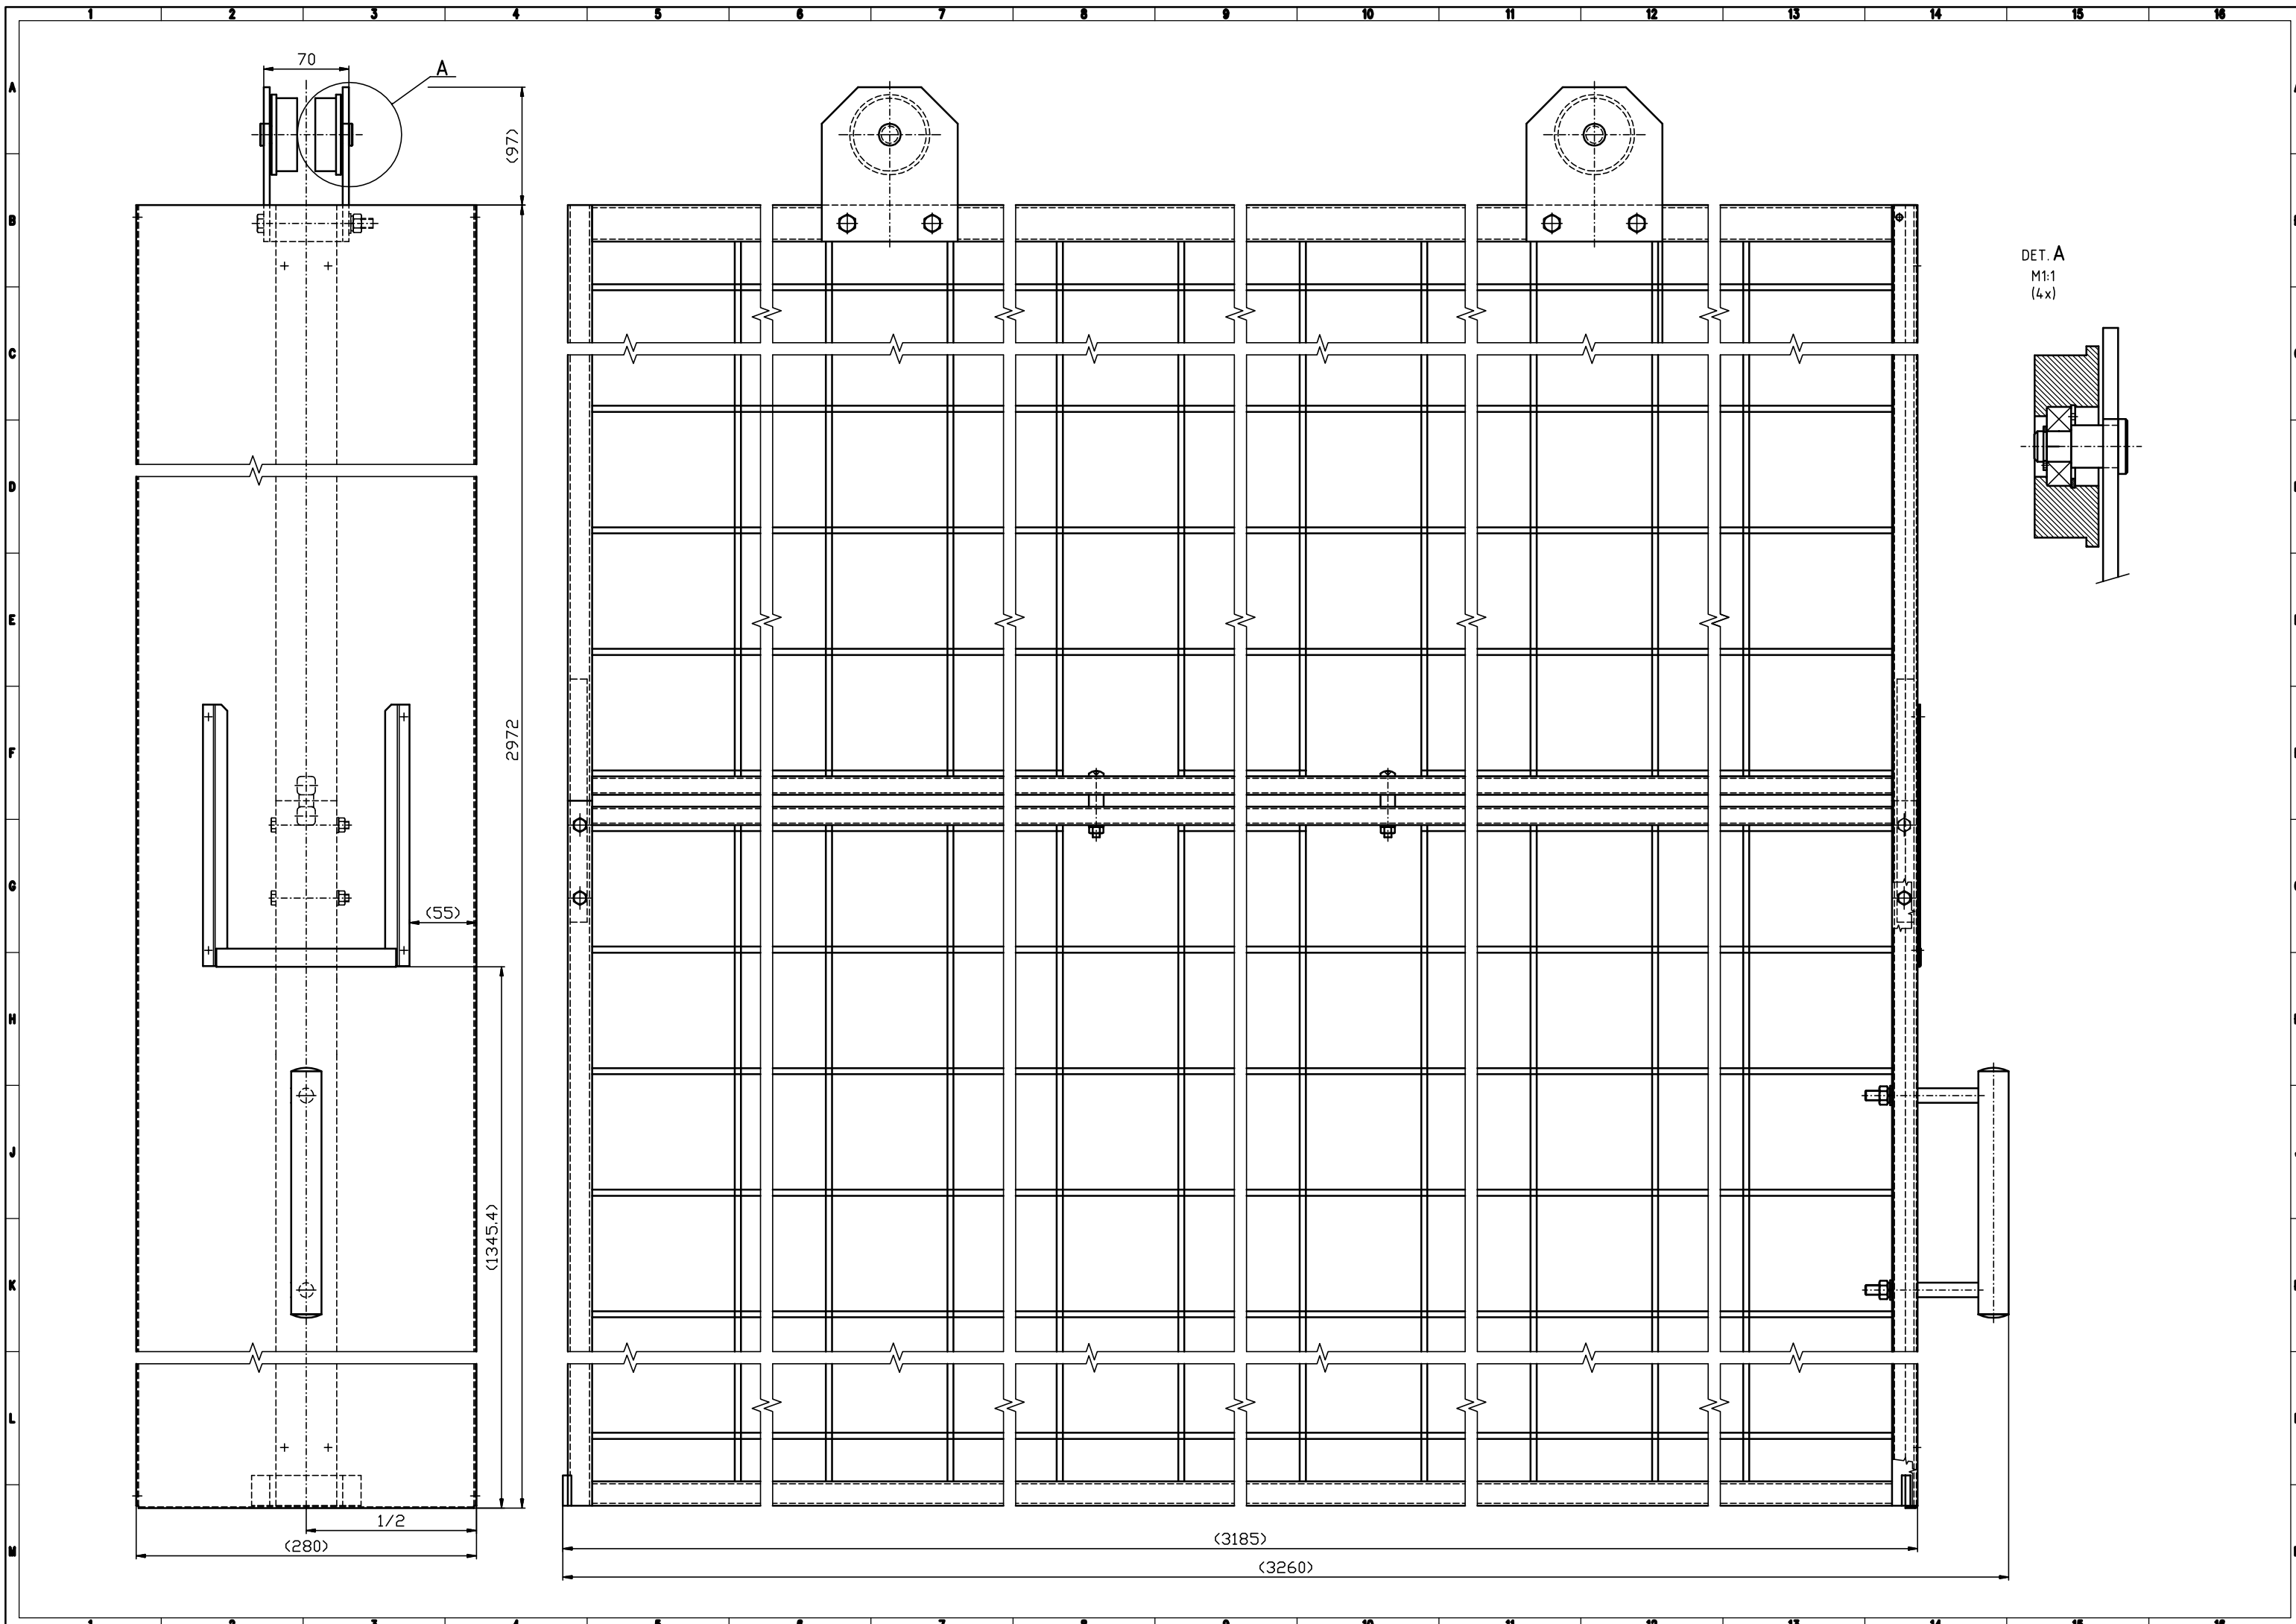 1 2 3 4 5 6 7 8 9 10 11 12 13 14 15 16
A
B
C
D
E
F
G
H
J
K
L
M
70
A
(97)
2972
(55)
(1345.4)
1/2
(280)
(3185)
(3260)
DET. A
M1:1
(4x)